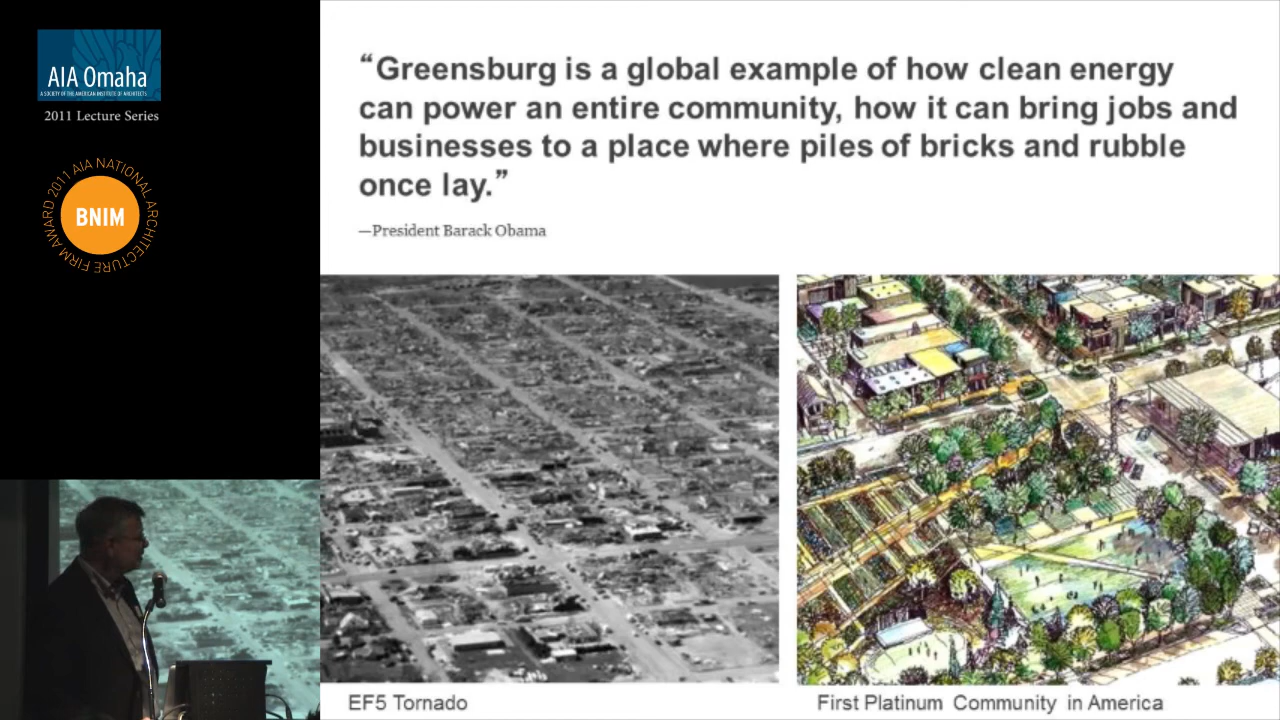 AIA Omaha
A SOCIETY OF THE AMERICAN INSTITUTE OF ARCHITECTS
2011 Lecture Series
2011 AIA NATIONAL ARCHITECTURE FIRM AWARD
BNIM
“Greensburg is a global example of how clean energy
can power an entire community, how it can bring jobs and
businesses to a place where piles of bricks and rubble
once lay.”
—President Barack Obama
EF5 Tornado
First Platinum Community in America